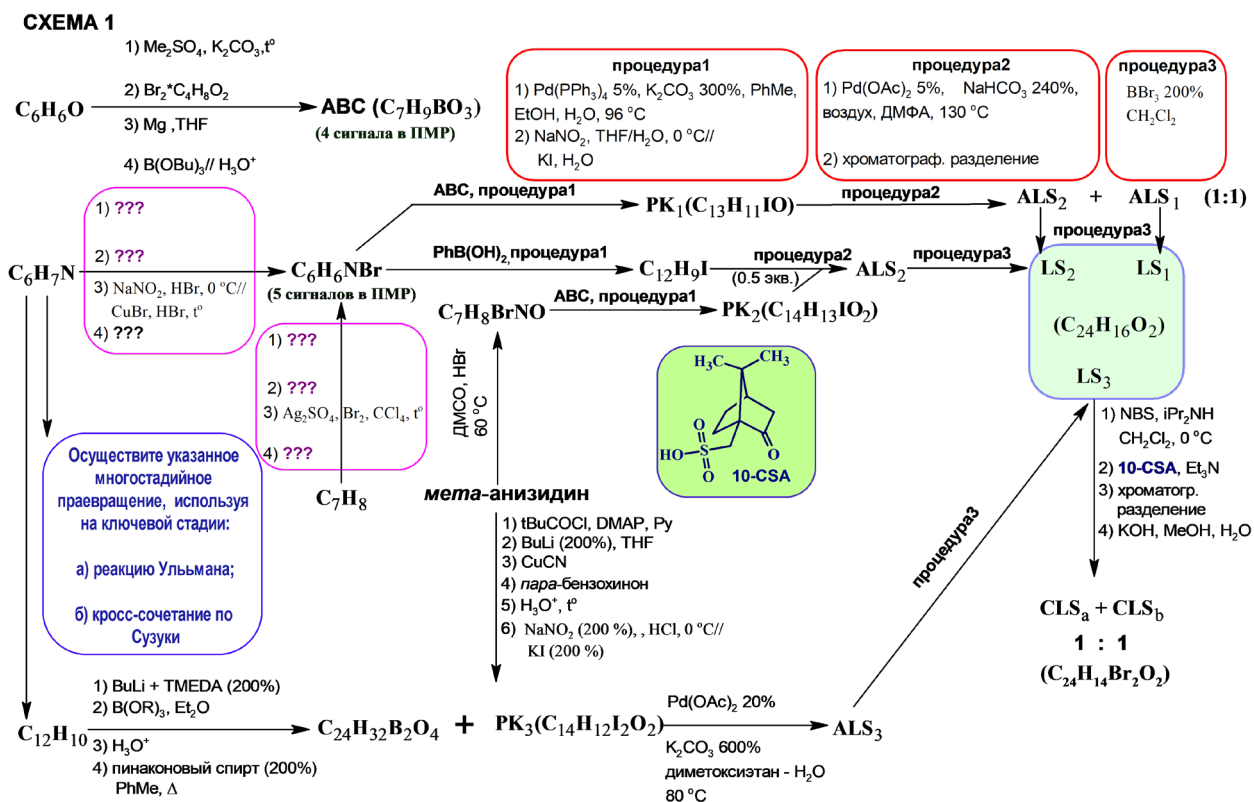 СХЕМА 1
1) Me2SO4, K2CO3,t°
2) Br2*C4H8O2
3) Mg ,THF
4) B(OBu)3// H3O+
C6H6O
ABC (C7H9BO3)
(4 сигнала в ПМР)
процедура1
1) Pd(PPh3)4 5%, K2CO3 300%, PhMe,
EtOH, H2O, 96 °C
2) NaNO2, THF/H2O, 0 °C//
KI, H2O
процедура2
1) Pd(OAc)2 5%, NaHCO3 240%,
воздух, ДМФА, 130 °C
2) хроматограф. разделение
процедура3
BBr3 200%
CH2Cl2
1) ???
2) ???
3) NaNO2, HBr, 0 °C//
CuBr, HBr, t°
4) ???
C6H7N
C6H6NBr
(5 сигналов в ПМР)
ABC, процедура1
PK1(C13H11IO)
процедура2
ALS2 + ALS1 (1:1)
процедура3
PhB(OH)2, процедура1
C12H9I
процедура2
(0.5 экв.)
ALS2
процедура3
LS2
LS1
(C24H16O2)
LS3
C7H8BrNO
ABC, процедура1
PK2(C14H13IO2)
1) ???
2) ???
3) Ag2SO4, Br2, CCl4, t°
4) ???
C7H8
ДМСО, HBr
60 °C
H3C
CH3
HO
S
O
O
O
10-CSA
Осуществите указанное
многостадийное
праевращение, используя
на ключевой стадии:
а) реакцию Улььмана;
б) кросс-сочетание по
Сузуки
мета-анизидин
1) tBuCOCl, DMAP, Py
2) BuLi (200%), THF
3) CuCN
4) пара-бензохинон
5) H3O+, t°
6) NaNO2 (200 %), , HCl, 0 °C//
KI (200 %)
процедура3
1) NBS, iPr2NH
CH2Cl2, 0 °C
2) 10-CSA, Et3N
3) хроматогр.
разделение
4) KOH, MeOH, H2O
CLSa + CLSb
1 : 1
(C24H14Br2O2)
C12H10
1) BuLi + TMEDA (200%)
2) B(OR)3, Et2O
3) H3O+
4) пинаконовый спирт (200%)
PhMe, Δ
C24H32B2O4 + PK3(C14H12I2O2)
Pd(OAc)2 20%
K2CO3 600%
диметоксиэтан - H2O
80 °C
ALS3